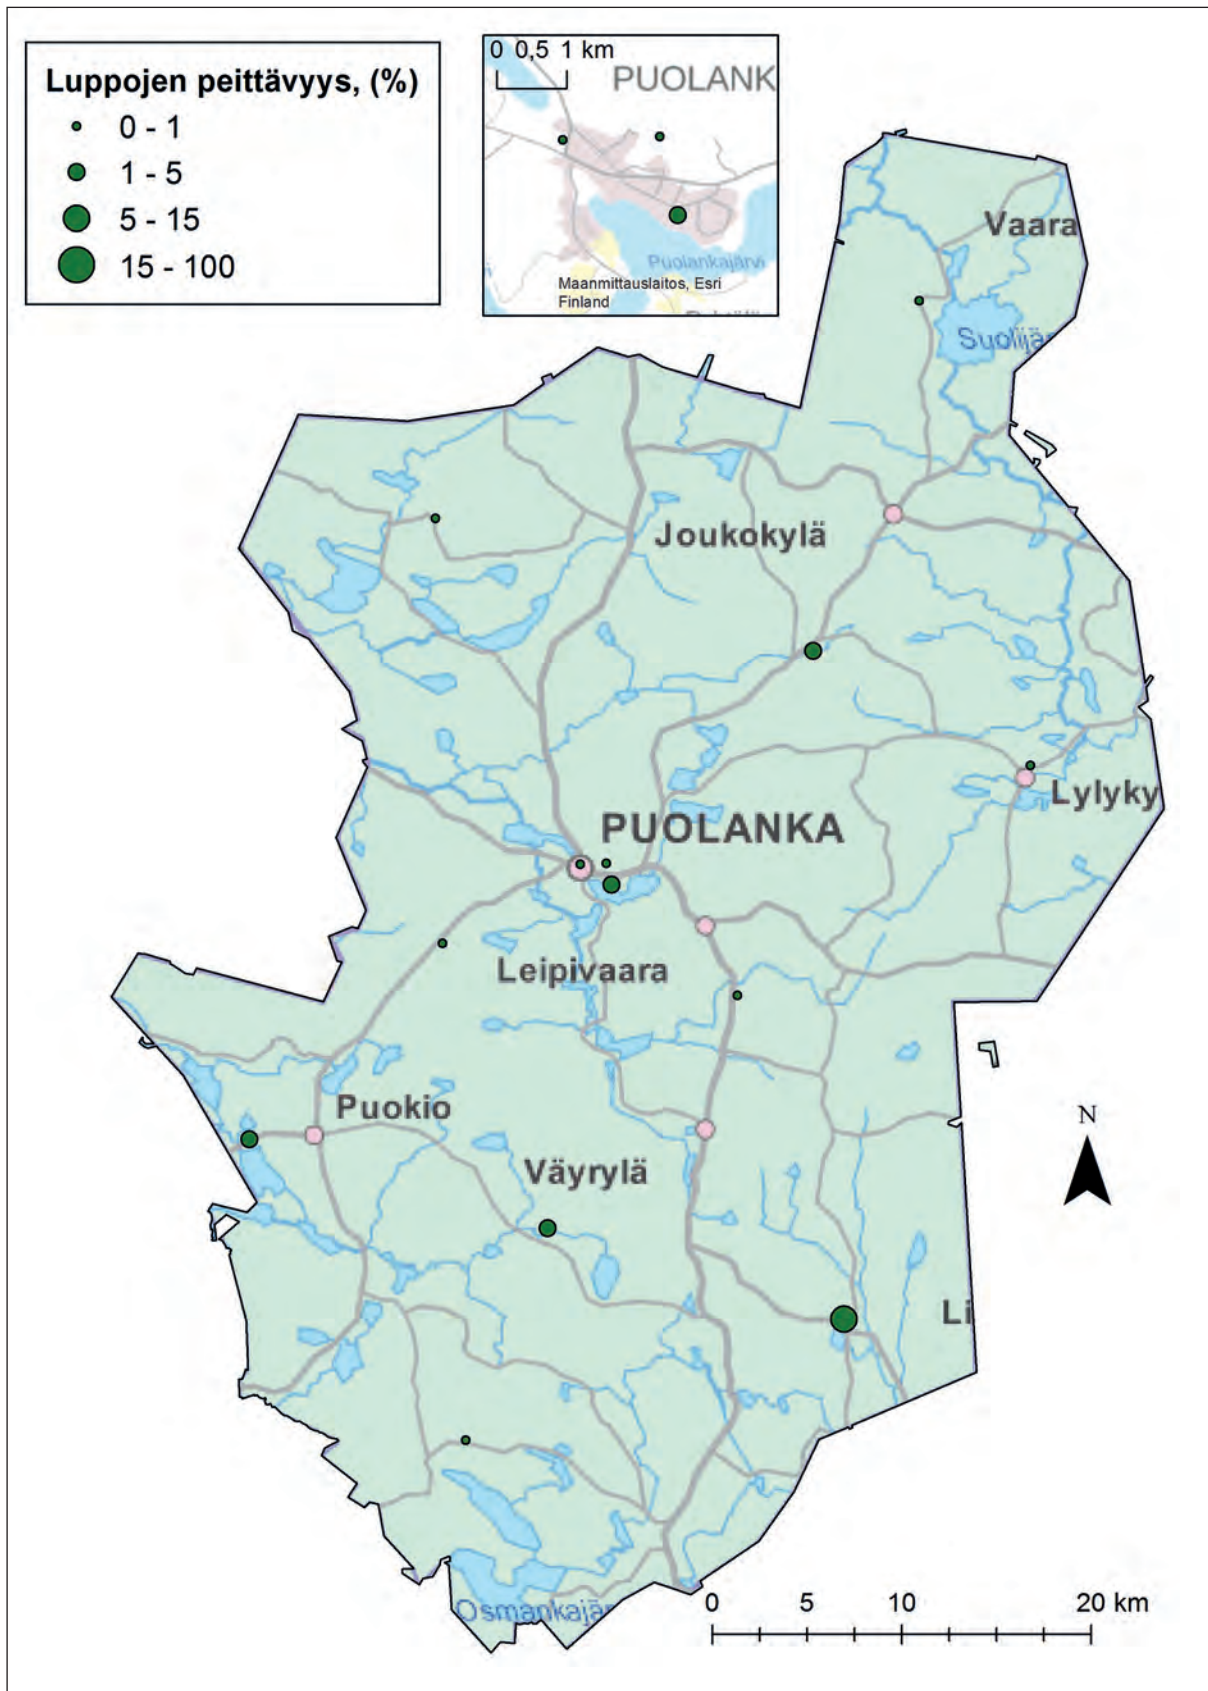 Luppojen peittävyys, (%)
0 - 1
1 - 5
5 - 15
15 - 100
0 0,5 1 km
PUOLANK
Puolankajärvi
Maanmittauslaitos, Esri
Finland
Vaara
Suolijär
Joukokylä
Lylyky
PUOLANKA
Leipivaara
Puokio
N
Väyrylä
Li
Osmankajär
0 5 10 20 km